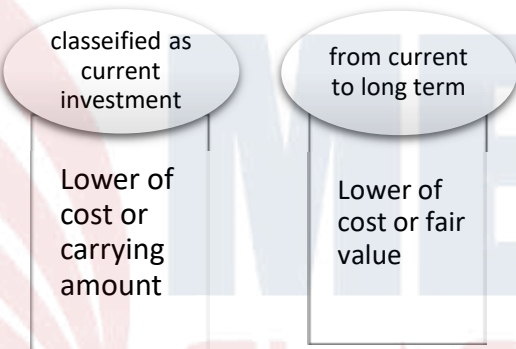 classeified as
current
investment
Lower of
cost or
carrying
amount
from current
to long term
Lower of
cost or fair
value